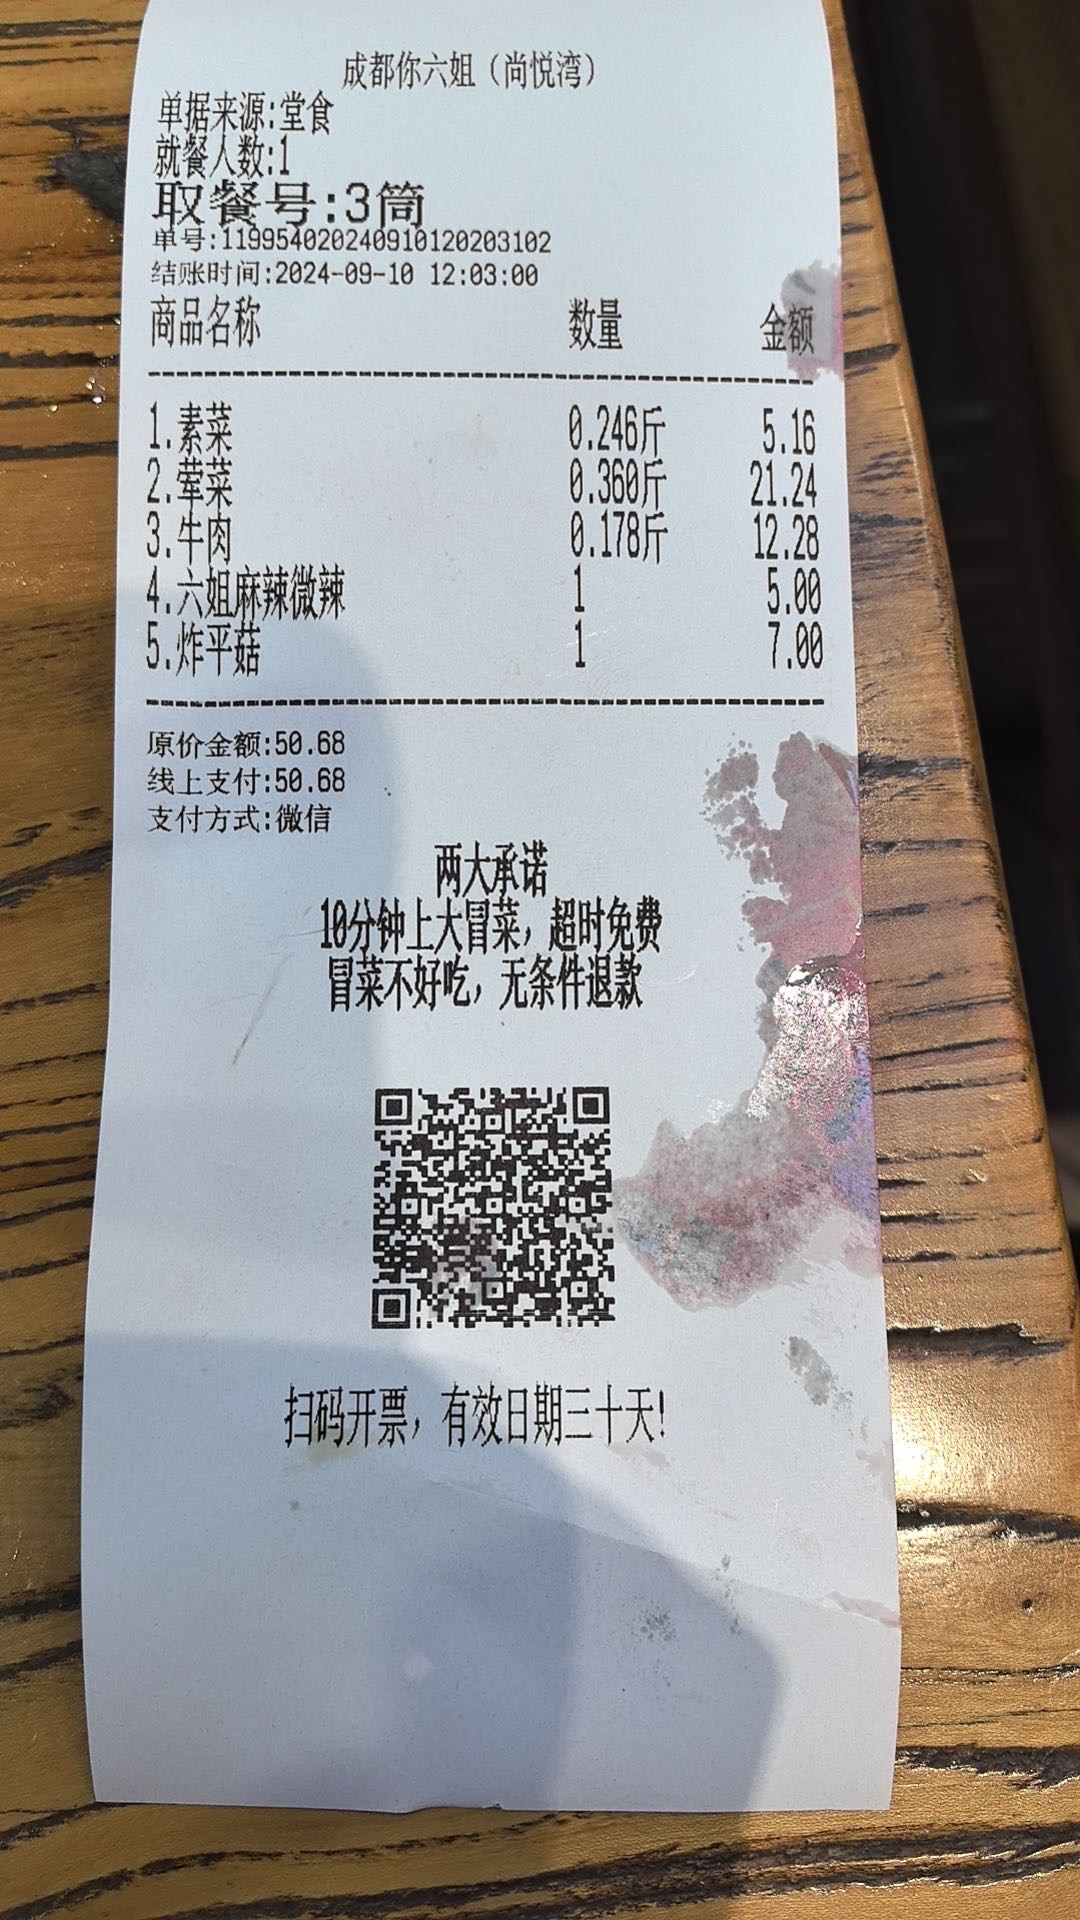 成都你六姐（尚悦湾）
单据来源:堂食
就餐人数:1
取餐号:3筒
单号:1199540202409101202031​02
结账时间:2024-09-10 12:03:00
商品名称 数量 金额
1.素菜 0.246斤 5.16
2.荤菜 0.360斤 21.24
3.牛肉 0.178斤 12.28
4.六姐麻辣微辣 1 5.00
5.炸平菇 1 7.00
原价金额:50.68
线上支付:50.68
支付方式:微信
两大承诺
10分钟上大冒菜，超时免费
冒菜不好吃，无条件退款
扫码开票，有效日期三十天!